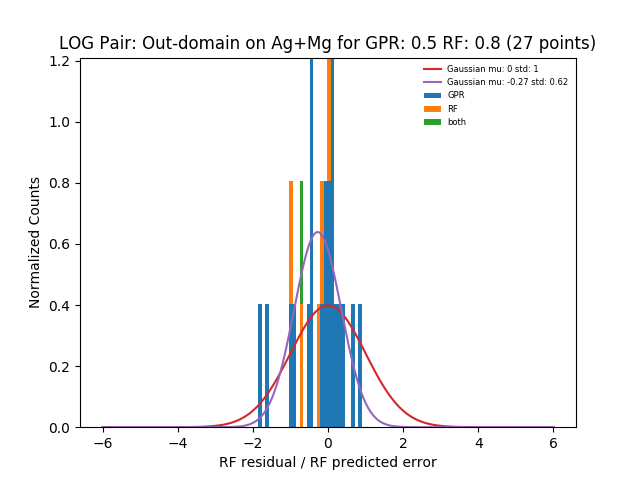 LOG Pair: Out-domain on Ag+Mg for GPR: 0.5 RF: 0.8 (27 points)
Gaussian mu: 0 std: 1
Gaussian mu: -0.27 std: 0.62
GPR
RF
both
Normalized Counts
1.2
1.0
0.8
0.6
0.4
0.2
0.0
−6
−4
−2
0
2
4
6
RF residual / RF predicted error